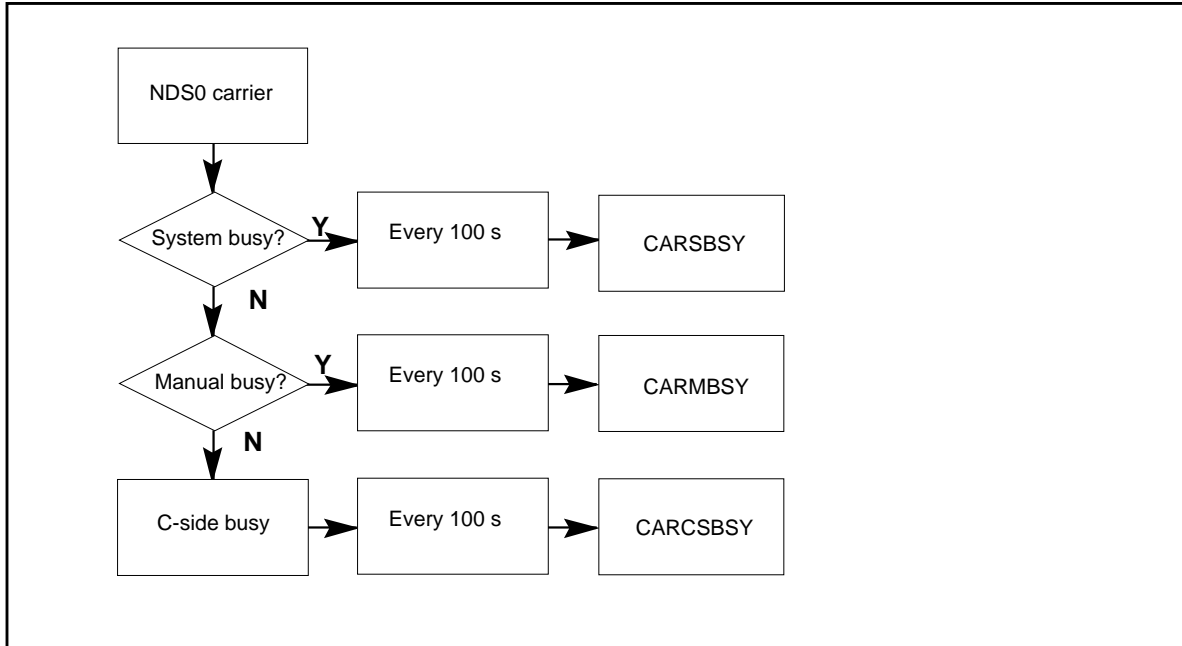 NDS0 carrier
System busy?
Y
Every 100 s
CARSBSY
N
Manual busy?
Y
Every 100 s
CARMBSY
N
C-side busy
Every 100 s
CARCSBSY